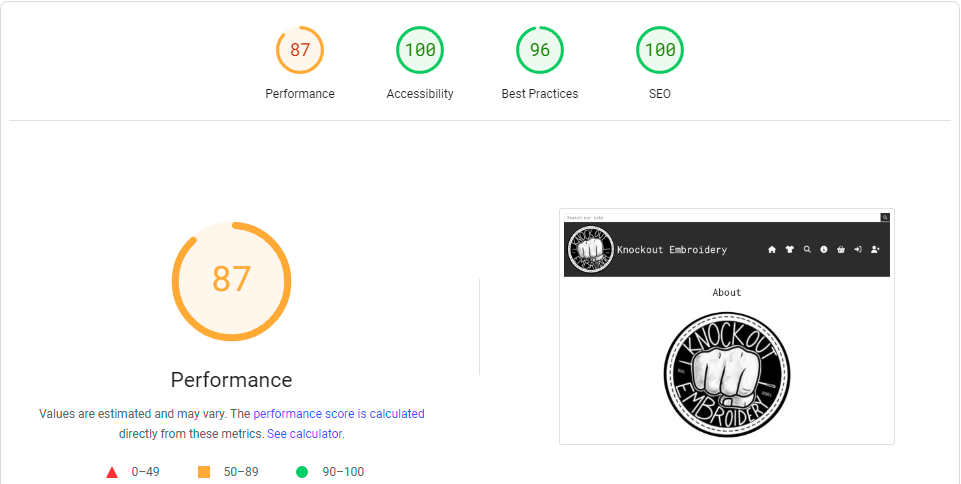 87
100
96
100
Performance
Accessibility
Best Practices
SEO
87
Performance
Values are estimated and may vary. The performance score is calculated
directly from these metrics. See calculator.
0–49
50–89
90–100
Search our site
KNOCKOUT
EMBROIDERY
Knockout Embroidery
About
KNOCKOUT
EMBROIDERY